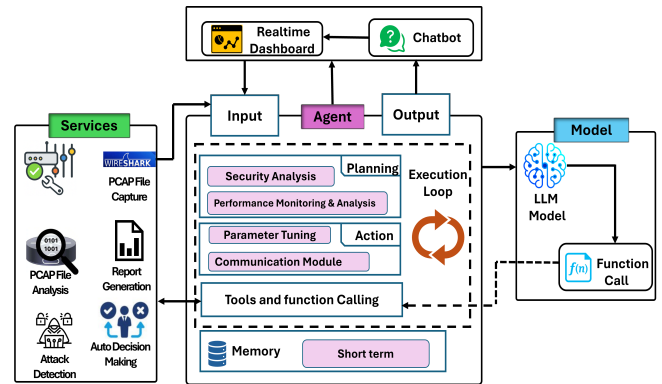 Realtime
Dashboard
Chatbot
Services
Input
Agent
Output
Model
WIRESHARK
PCAP File
Capture
0101
1001
PCAP File
Analysis
Report
Generation
Attack
Detection
Auto Decision
Making
Planning
Security Analysis
Performance Monitoring & Analysis
Action
Parameter Tuning
Communication Module
Tools and function Calling
Execution
Loop
Memory
Short term
LLM
Model
f(n)
Function
Call